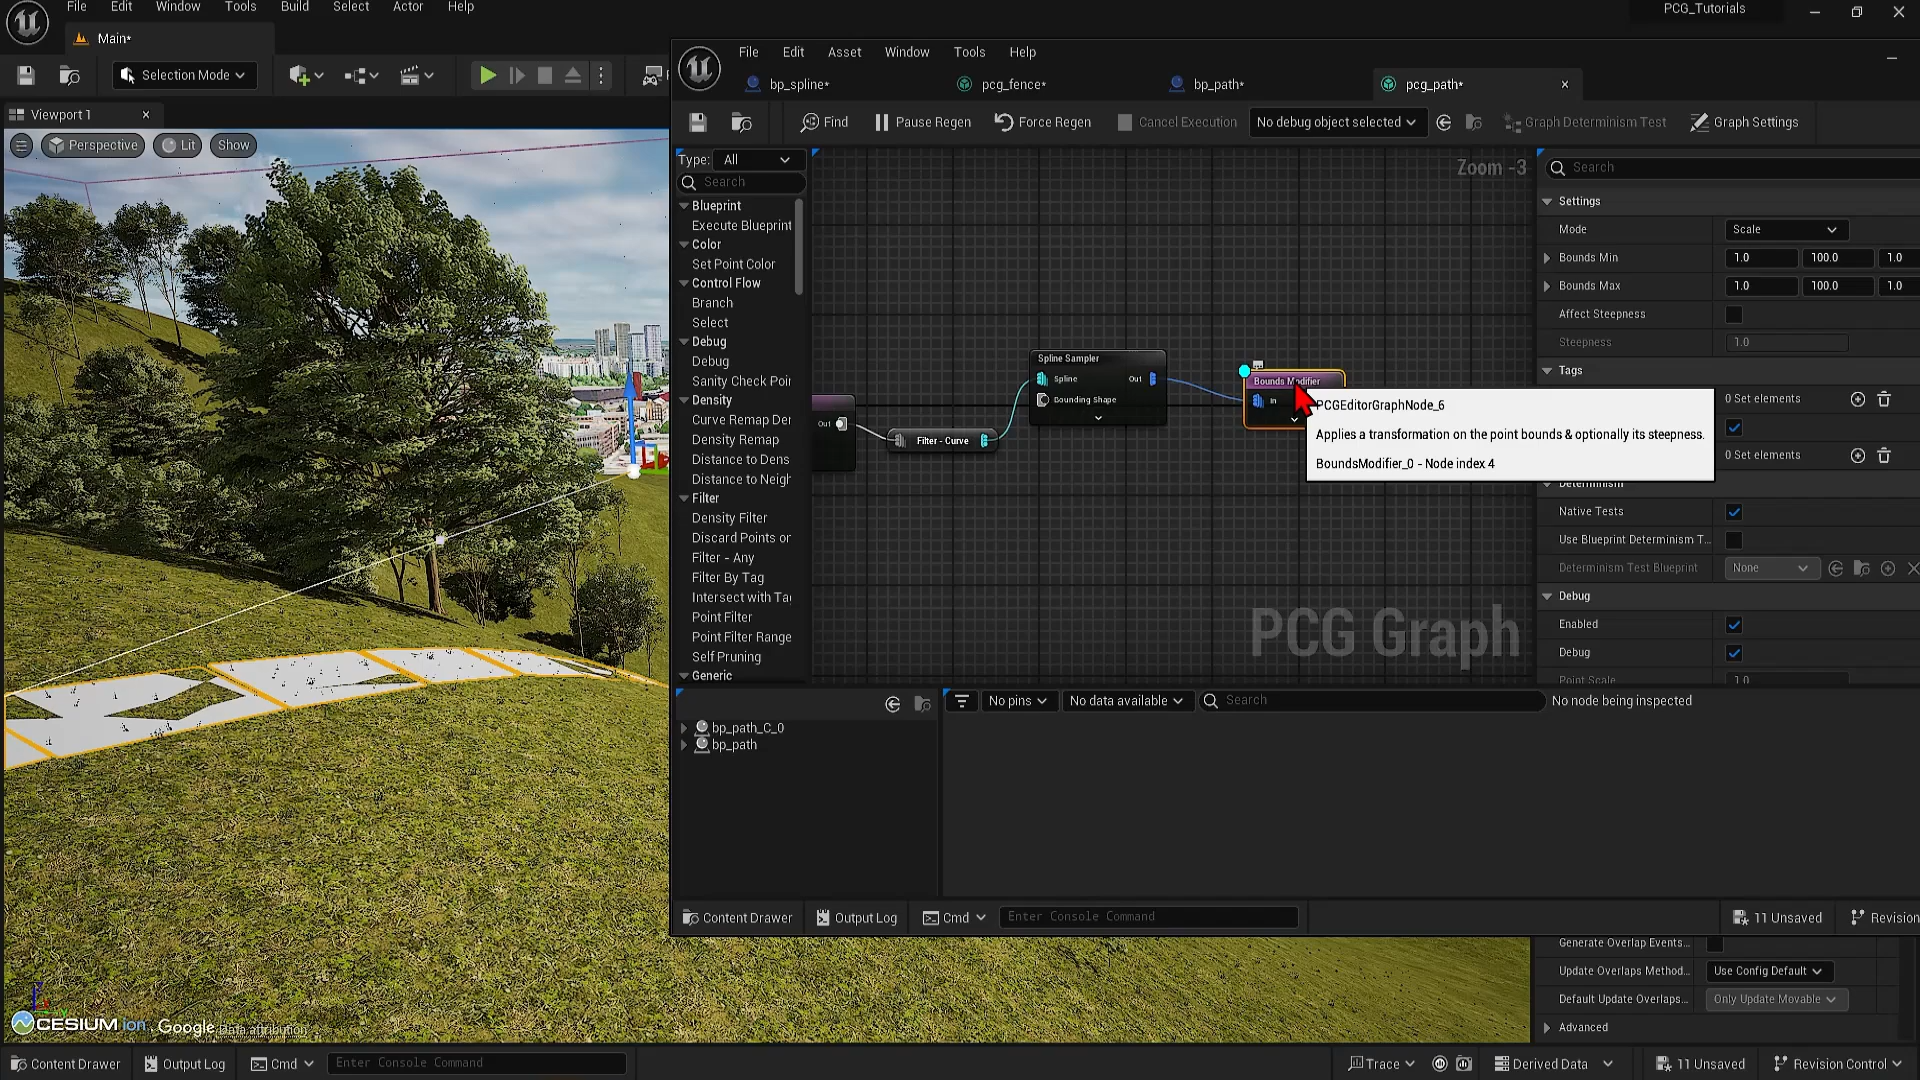 File Edit Window Tools Build Select Actor Help
PCG_Tutorials
Main*
Selection Mode
Viewport 1
Perspective Lit Show
File Edit Asset Window Tools Help
bp_spline* pcg_fence* bp_path* pcg_path*
Find Pause Regen Force Regen Cancel Execution No debug object selected Graph Determinism Test Graph Settings
Type: All
Search
Blueprint
Execute Blueprint
Color
Set Point Color
Control Flow
Branch
Select
Debug
Debug
Sanity Check Poin
Density
Curve Remap Der
Density Remap
Distance to Dens
Distance to Neigh
Filter
Density Filter
Discard Points or
Filter - Any
Filter By Tag
Intersect with Tag
Point Filter
Point Filter Range
Self Pruning
Generic
Zoom -3
Out
Filter - Curve
Spline Sampler
Spline Out
Bounding Shape
Bounds Modifier
In
PCGEditorGraphNode_6
Applies a transformation on the point bounds & optionally its steepness.
BoundsModifier_0 - Node index 4
PCG Graph
Search
Settings
Mode Scale
Bounds Min 1.0 100.0 1.0
Bounds Max 1.0 100.0 1.0
Affect Steepness
Steepness 1.0
Tags
0 Set elements
0 Set elements
Determinism
Native Tests
Use Blueprint Determinism T...
Determinism Test Blueprint None
Debug
Enabled
Debug
Point Scale 1.0
bp_path_C_0
bp_path
No pins No data available Search
No node being inspected
Content Drawer Output Log Cmd Enter Console Command 11 Unsaved Revision
Generate Overlap Events...
Update Overlaps Method... Use Config Default
Default Update Overlaps... Only Update Movable
Advanced
CESIUM ion, Google Data attribution
Content Drawer Output Log Cmd Enter Console Command Trace Derived Data 11 Unsaved Revision Control